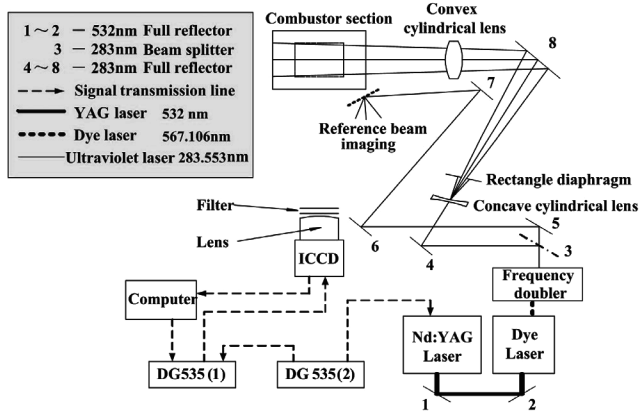 1～2 — 532nm Full reflector
3 — 283nm Beam splitter
4～8 — 283nm Full reflector
Signal transmission line
YAG laser 532 nm
Dye laser 567.106nm
Ultraviolet laser 283.553nm
Combustor section
Convex
cylindrical lens
8
7
Reference beam
imaging
Rectangle diaphragm
Concave cylindrical lens
Filter
Lens
ICCD
6
4
5
3
Frequency
doubler
Computer
Nd:YAG
Laser
Dye
Laser
DG535(1)
DG535(2)
1
2